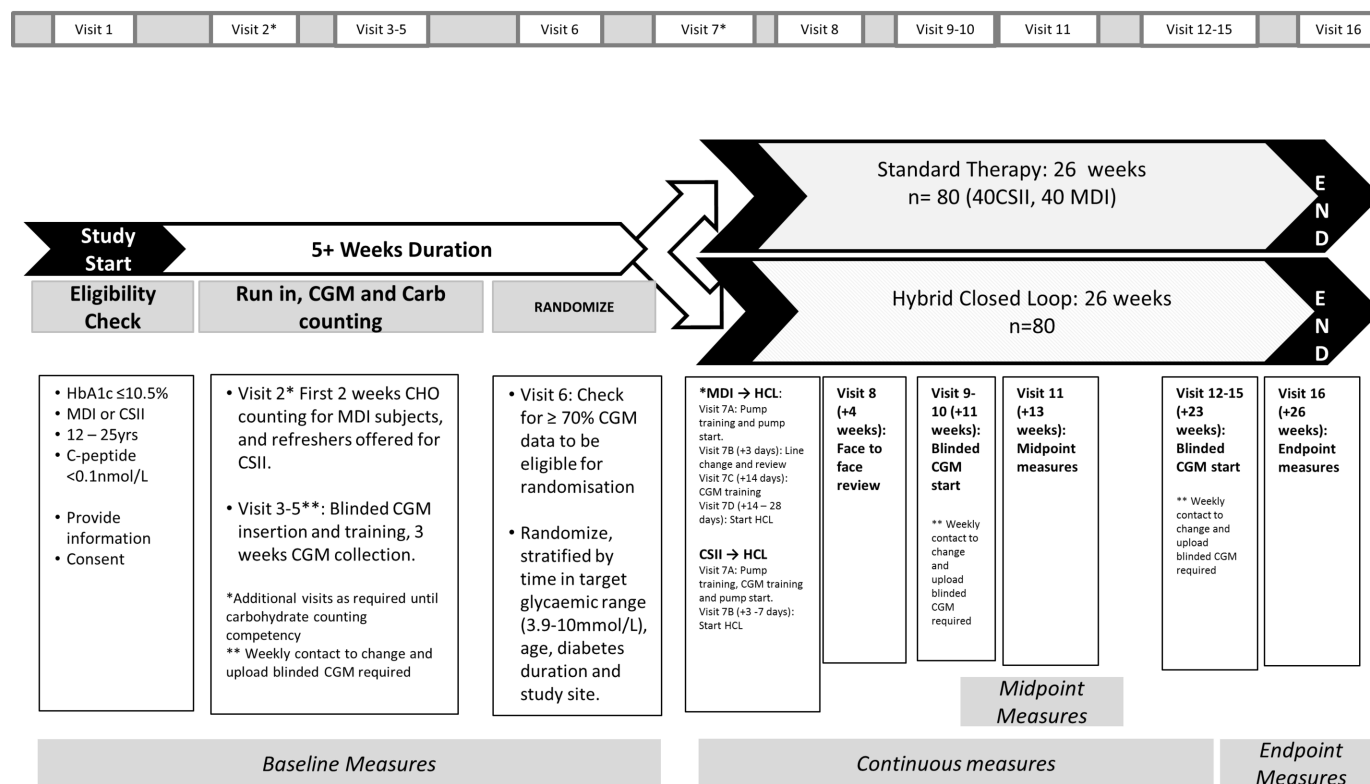 Visit 1
Visit 2*
Visit 3-5
Visit 6
Visit 7*
Visit 8
Visit 9-10
Visit 11
Visit 12-15
Visit 16
Study
Start
5+ Weeks Duration
Standard Therapy: 26 weeks
n= 80 (40CSII, 40 MDI)
E
N
D
Hybrid Closed Loop: 26 weeks
n=80
E
N
D
Eligibility
Check
Run in, CGM and Carb
counting
RANDOMIZE
• HbA1c ≤10.5%
• MDI or CSII
• 12 – 25yrs
• C-peptide
<0.1nmol/L
• Provide
information
• Consent
• Visit 2* First 2 weeks CHO
counting for MDI subjects,
and refreshers offered for
CSII.
• Visit 3-5**: Blinded CGM
insertion and training, 3
weeks CGM collection.
*Additional visits as required until
carbohydrate counting
competency
** Weekly contact to change and
upload blinded CGM required
• Visit 6: Check
for ≥ 70% CGM
data to be
eligible for
randomisation
• Randomize,
stratified by
time in target
glycaemic range
(3.9-10mmol/L),
age, diabetes
duration and
study site.
*MDI → HCL:
Visit 7A: Pump
training and pump
start.
Visit 7B (+3 days): Line
change and review
Visit 7C (+14 days):
CGM training
Visit 7D (+14 – 28
days): Start HCL
CSII → HCL
Visit 7A: Pump
training, CGM training
and pump start.
Visit 7B (+3 -7 days):
Start HCL
Visit 8
(+4
weeks):
Face to
face
review
Visit 9-
10 (+11
weeks):
Blinded
CGM
start
** Weekly
contact to
change
and
upload
blinded
CGM
required
Visit 11
(+13
weeks):
Midpoint
measures
Visit 12-15
(+23
weeks):
Blinded
CGM start
** Weekly
contact to
change and
upload
blinded CGM
required
Visit 16
(+26
weeks):
Endpoint
measures
Midpoint
Measures
Baseline Measures
Continuous measures
Endpoint
Measures